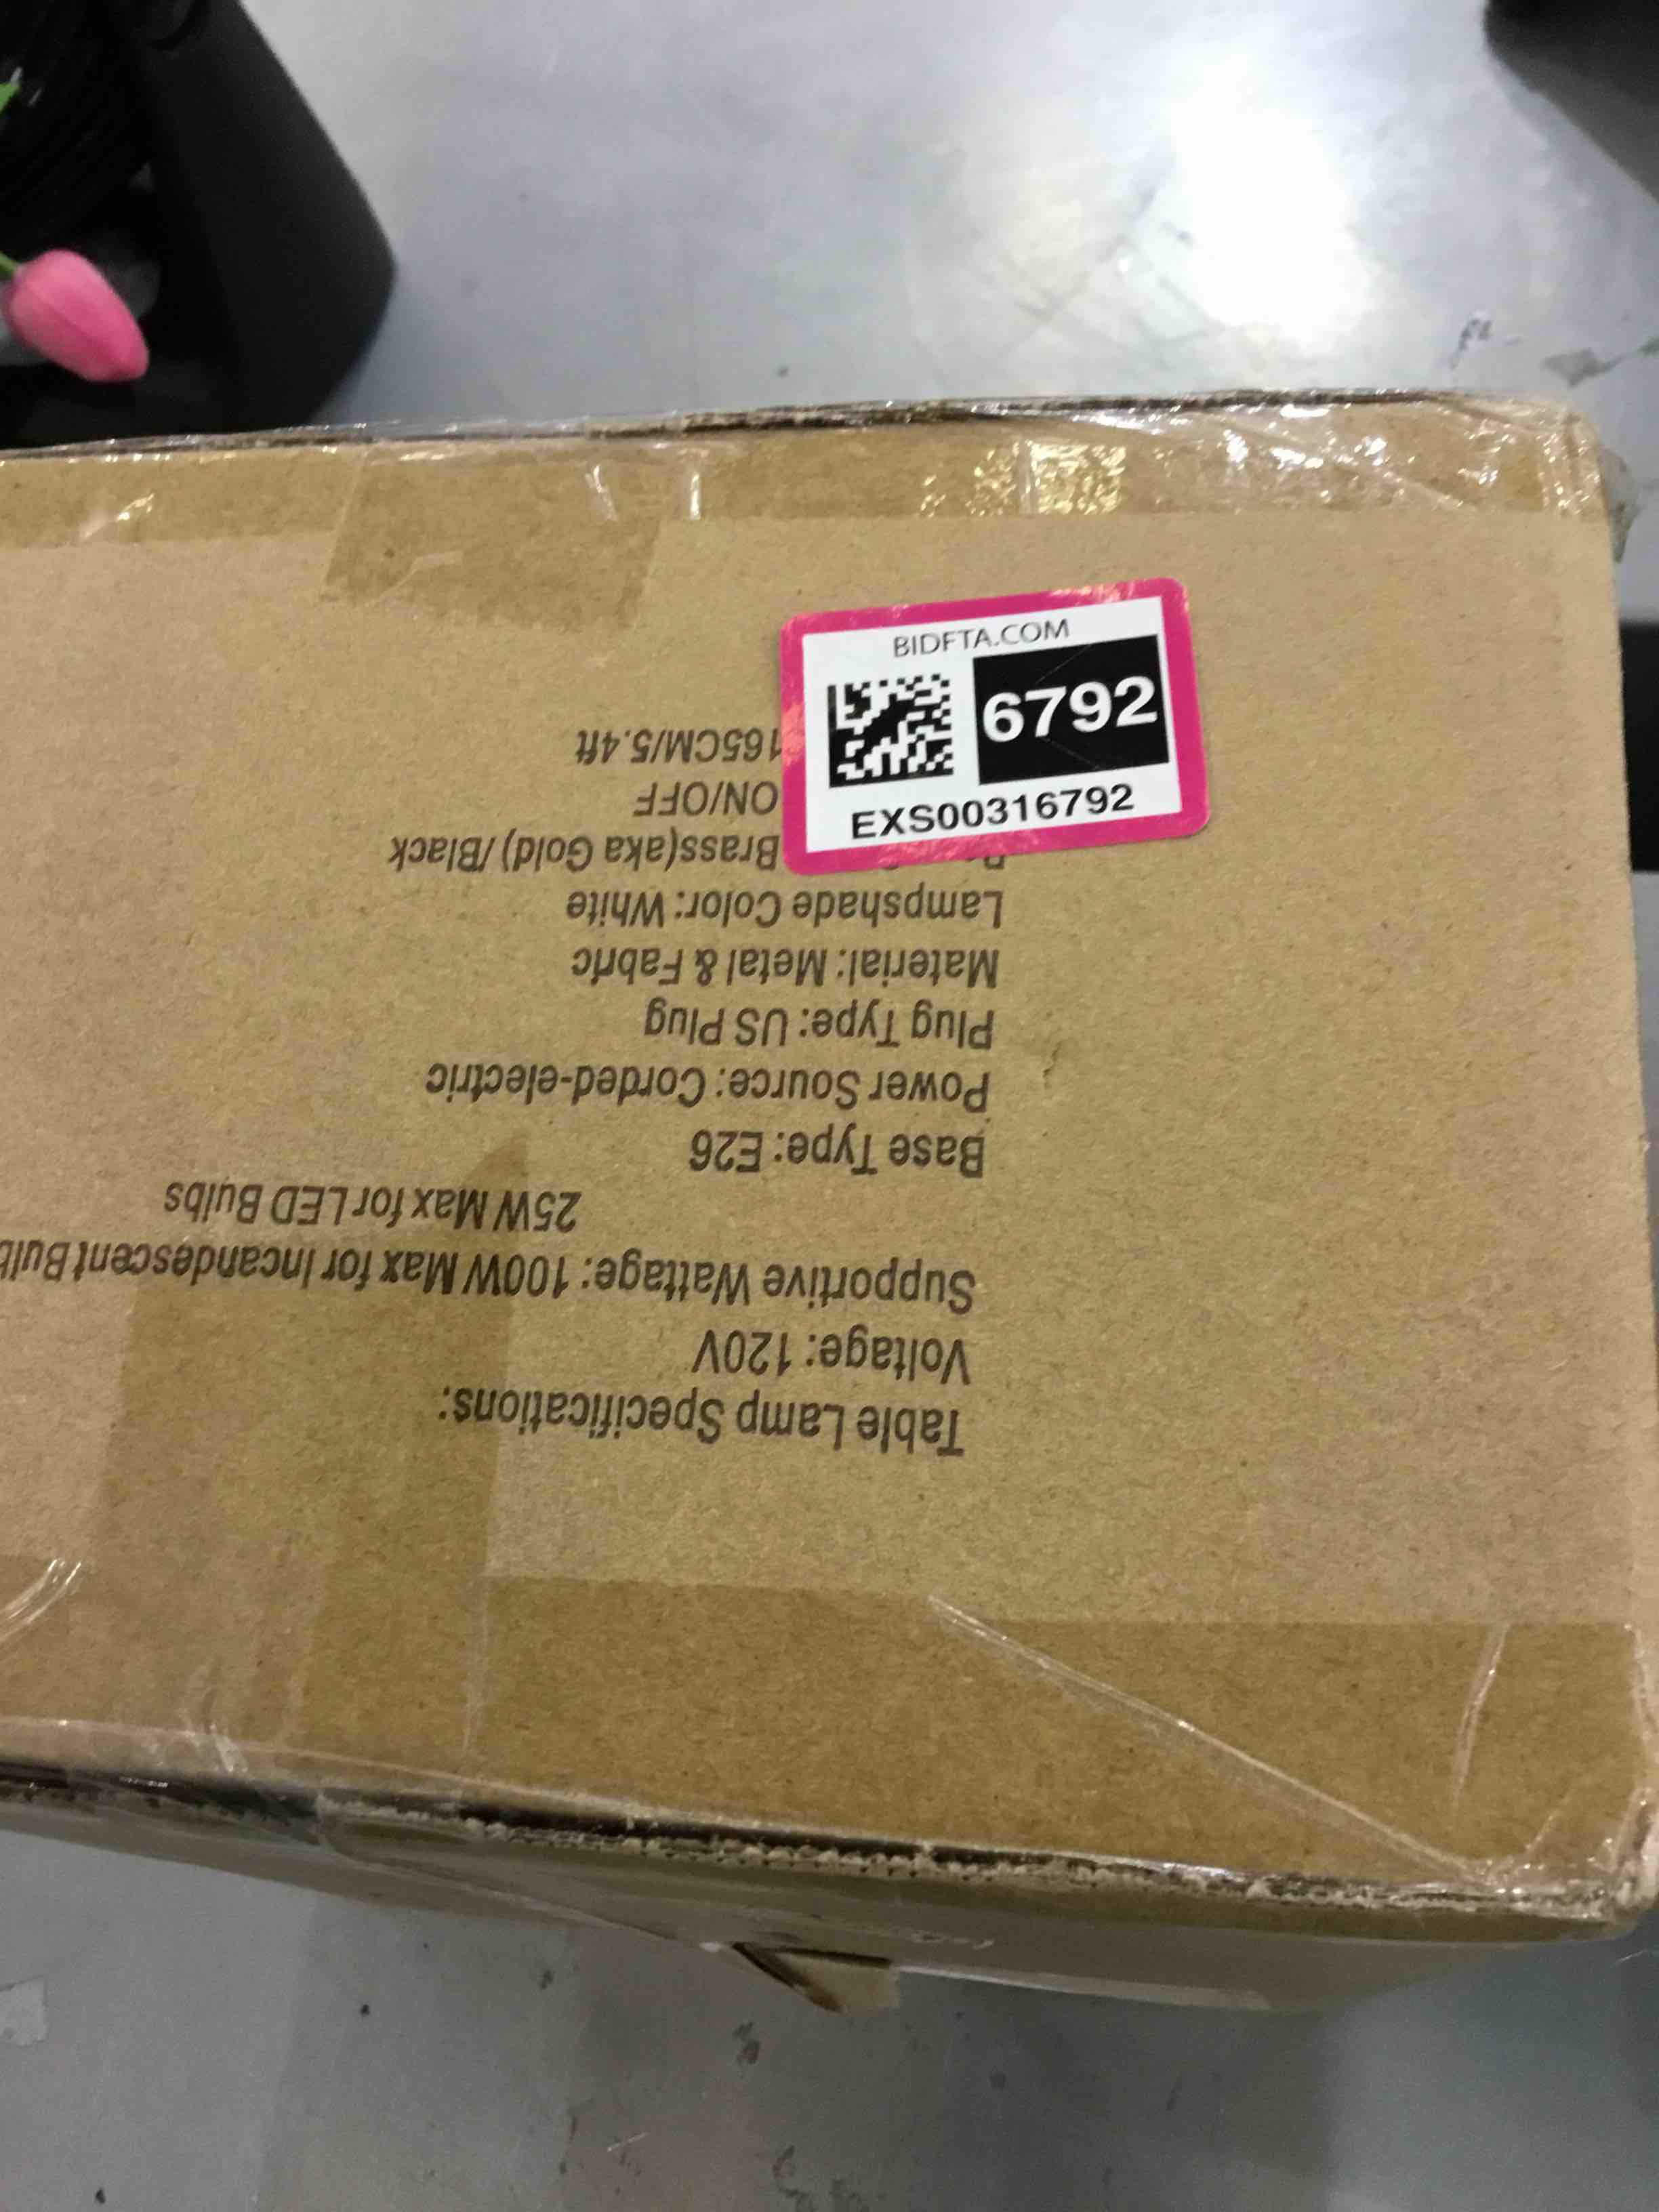 BIDFTA.COM
6792
EXS00316792
Table Lamp Specifications:
Voltage: 120V
Supportive Wattage: 100W Max for Incandescent
25W Max for LED Bulbs
Base Type: E26
Power Source: Corded-electric
Plug Type: US Plug
Material: Metal & Fabric
Lampshade Color: White
Brass(aka Gold) /Black
ON/OFF
165CM/5.4ft